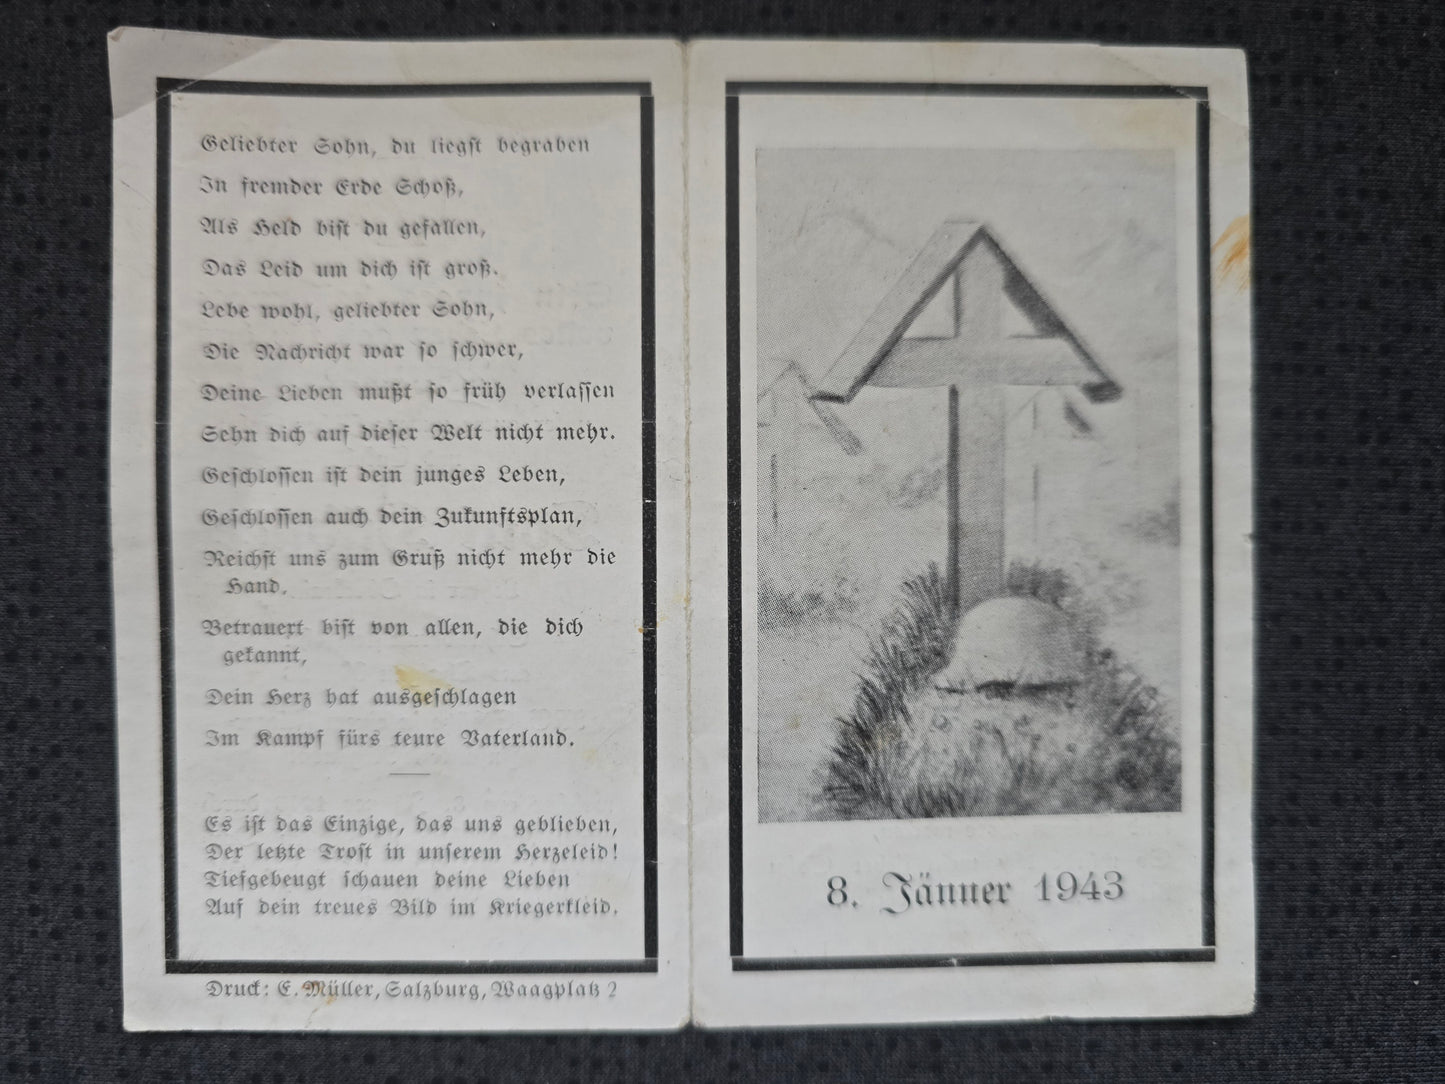 Geliebter Sohn, du liegst begraben
In fremder Erde Schoß,
Als Held bist du gefallen,
Das Leid um dich ist groß.
Lebe wohl, geliebter Sohn,
Die Nachricht war so schwer,
Deine Lieben mußt so früh verlassen
Sehn dich auf dieser Welt nicht mehr.
Geschlossen ist dein junges Leben,
Geschlossen auch dein Zukunftsplan,
Reichst uns zum Gruß nicht mehr die
Hand,
Betrauert bist von allen, die dich
gekannt,
Dein Herz hat ausgeschlagen
Im Kampf fürs teure Vaterland.
Es ist das Einzige, das uns geblieben,
Der letzte Trost in unserem Herzeleid!
Tiefgebeugt schauen deine Lieben
Auf dein treues Bild im Kriegerkleid.
Druck: E. Müller, Salzburg, Waagplatz 2
8. Jänner 1943